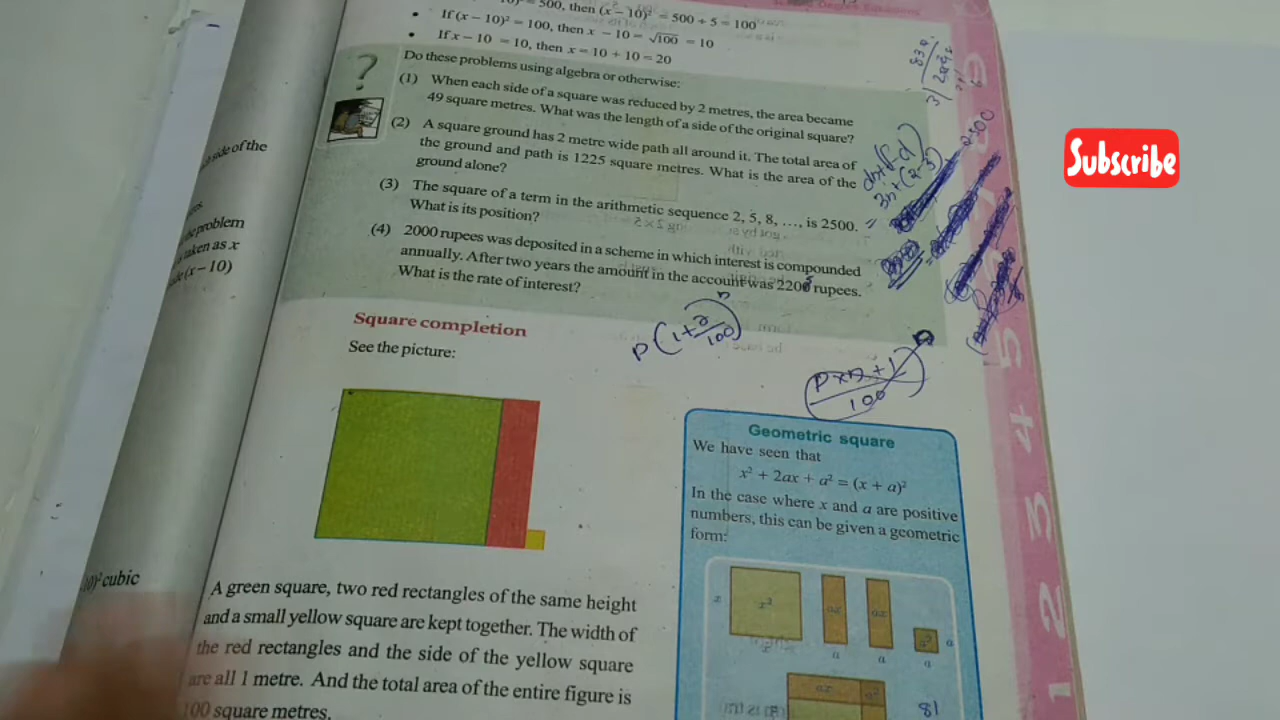 = 500, then (x – 10)² = 500 ÷ 5 = 100
• If (x – 10)² = 100, then x – 10 = √100 = 10
• If x – 10 = 10, then x = 10 + 10 = 20
Do these problems using algebra or otherwise:
(1) When each side of a square was reduced by 2 metres, the area became
49 square metres. What was the length of a side of the original square?
(2) A square ground has 2 metre wide path all around it. The total area of
the ground and path is 1225 square metres. What is the area of the
ground alone?
(3) The square of a term in the arithmetic sequence 2, 5, 8, ..., is 2500.
What is its position?
(4) 2000 rupees was deposited in a scheme in which interest is compounded
annually. After two years the amount in the account was 2205 rupees.
What is the rate of interest?
side of the
problem
taken as x
(x – 10)
cubic
Square completion
See the picture:
A green square, two red rectangles of the same height
and a small yellow square are kept together. The width of
the red rectangles and the side of the yellow square
are all 1 metre. And the total area of the entire figure is
100 square metres.
Geometric square
We have seen that
x² + 2ax + a² = (x + a)²
In the case where x and a are positive
numbers, this can be given a geometric
form:
x x² ax ax a² a
x a a a
ax a²
81
2500
5 4 3 2 1
Subscribe